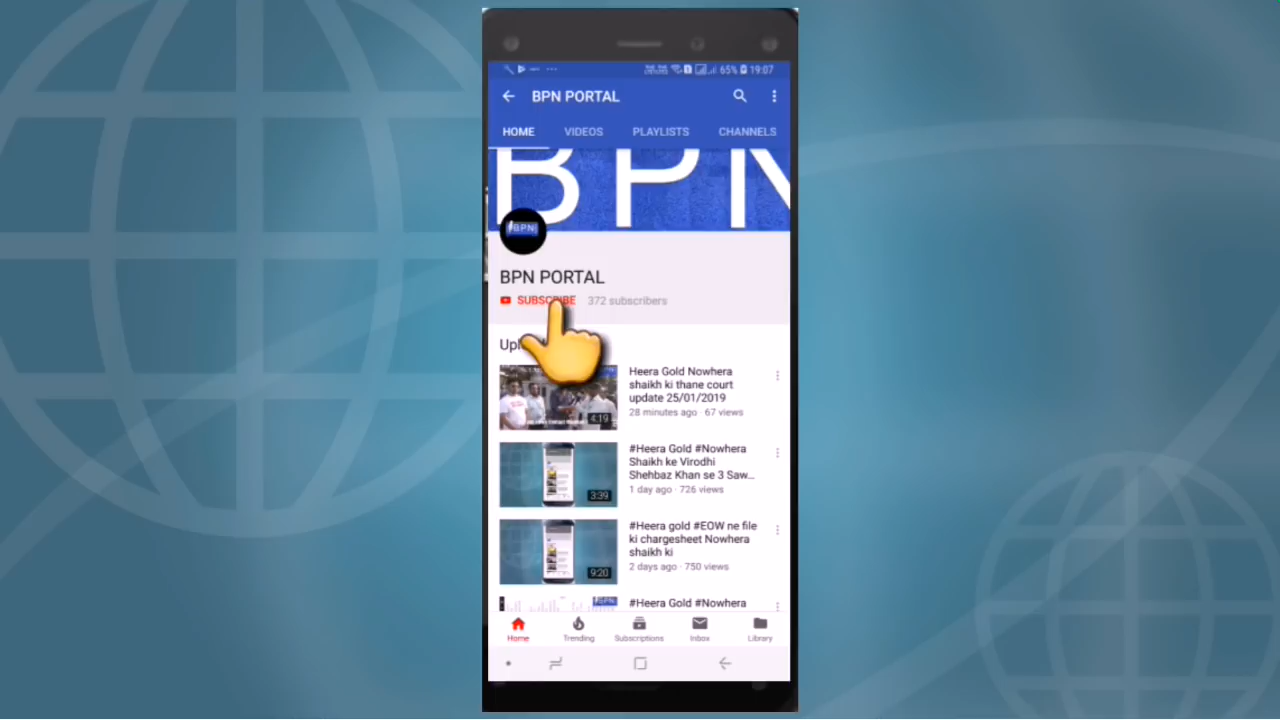 65% 19:07
BPN PORTAL
HOME VIDEOS PLAYLISTS CHANNELS
BPN
BPN
BPN PORTAL
SUBSCRIBE 372 subscribers
Heera Gold Nowhera
shaikh ki thane court
update 25/01/2019
28 minutes ago · 67 views
4:19
#Heera Gold #Nowhera
Shaikh ke Virodhi
Shehbaz Khan se 3 Saw...
1 day ago · 726 views
3:39
#Heera gold #EOW ne file
ki chargesheet Nowhera
shaikh ki
2 days ago · 750 views
9:20
#Heera Gold #Nowhera
BPN
Home Trending Subscriptions Inbox Library